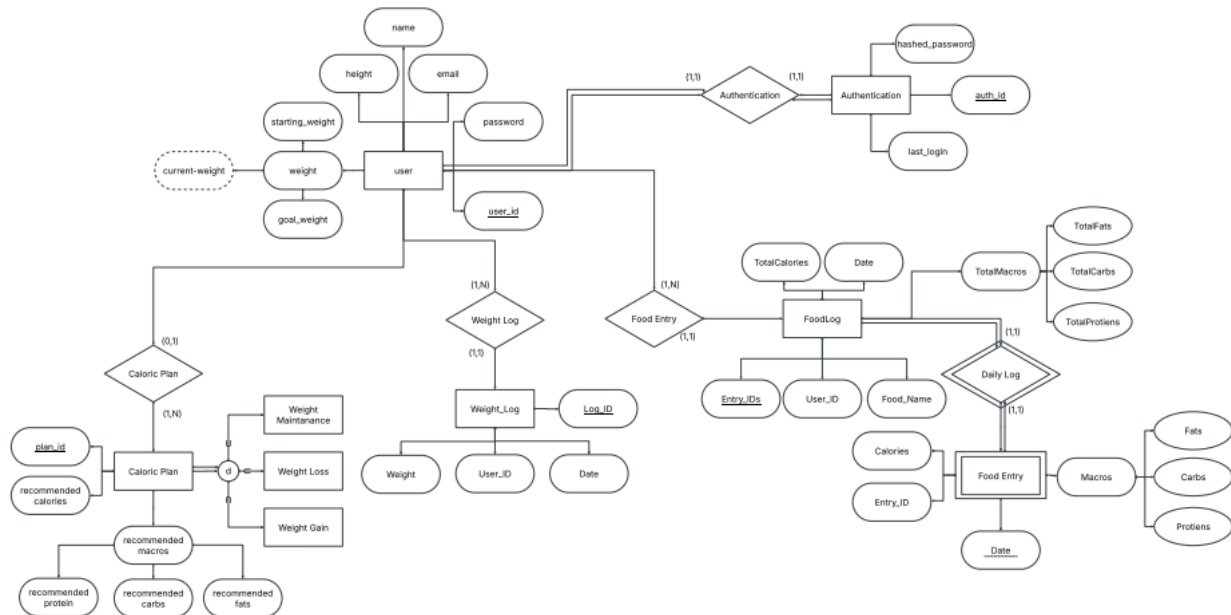 name
height
email
hashed_password
(1,1)
(1,1)
Authentication
Authentication
auth_id
starting_weight
password
last_login
current-weight
weight
user
goal_weight
user_id
TotalFats
TotalCalories
Date
TotalMacros
TotalCarbs
(1,N)
(1,N)
Weight Log
Food Entry
(1,1)
FoodLog
TotalProtiens
(1,1)
(0,1)
Caloric Plan
(1,1)
Daily Log
(1,N)
Weight
Maintanance
Weight_Log
Log_ID
Entry_IDs
User_ID
Food_Name
(1,1)
plan_id
Caloric Plan
d
Weight Loss
Weight
User_ID
Date
Calories
Food Entry
Macros
Fats
Carbs
recommended
calories
Entry_ID
Weight Gain
Protiens
recommended
macros
Date
recommended
protein
recommended
carbs
recommended
fats